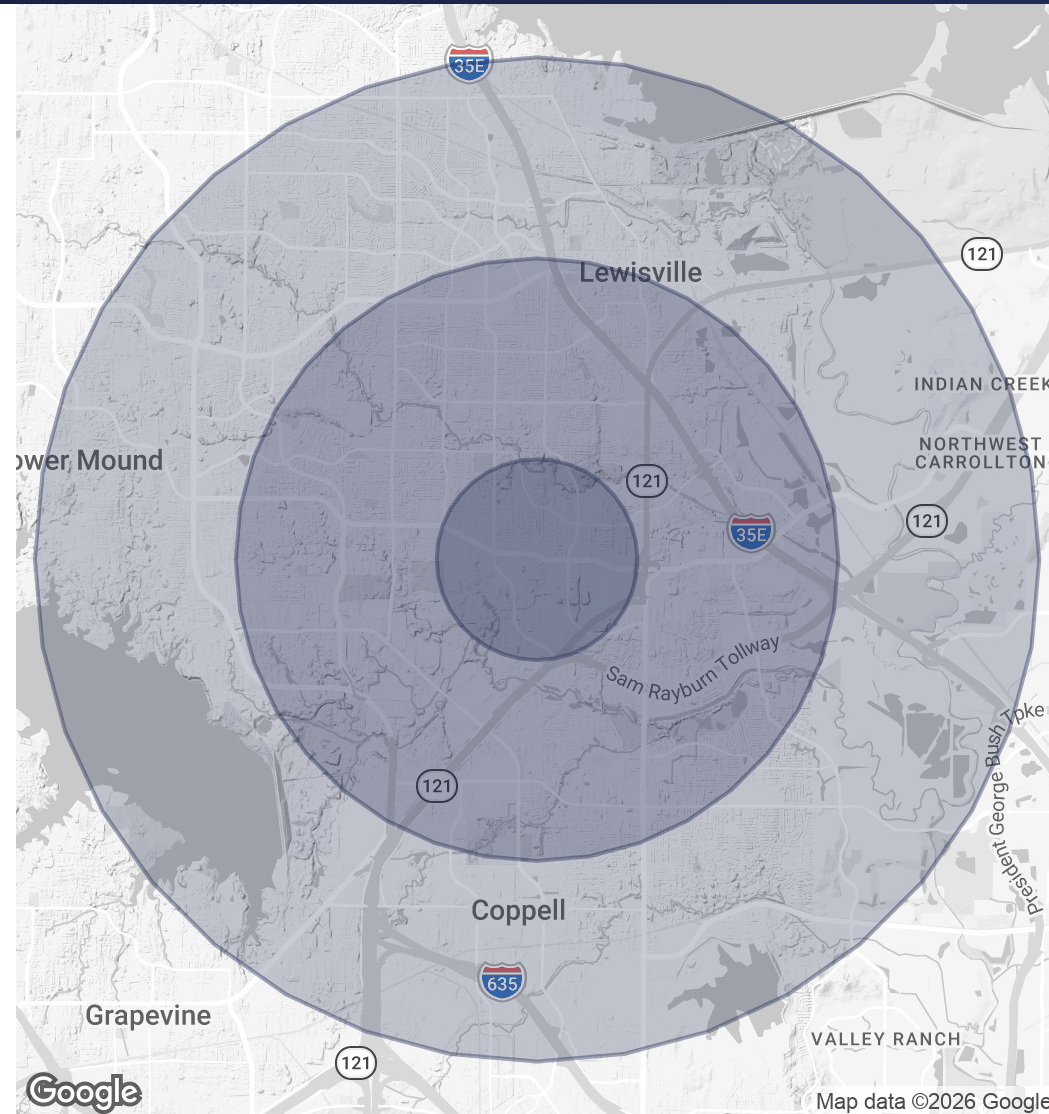 35E
Lewisville
121
INDIAN CREEK
NORTHWEST
CARROLLTON
ower Mound
121
121
35E
Sam Rayburn Tollway
President George Bush Tpke
121
Coppell
635
Grapevine
VALLEY RANCH
121
Google
Map data ©2026 Google